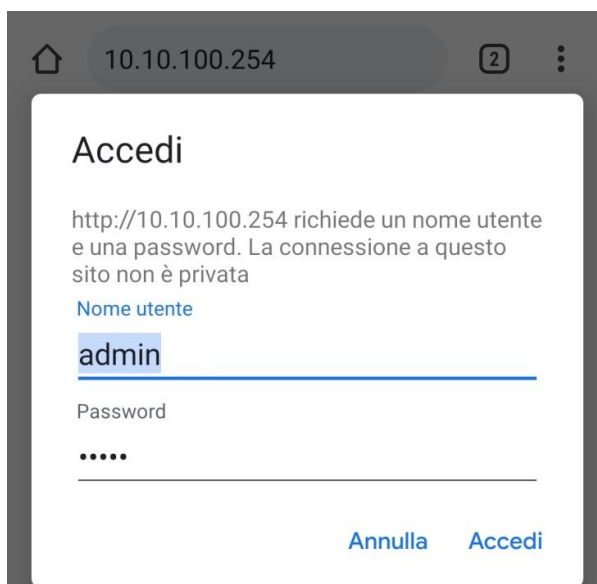 10.10.100.254
2
Accedi
http://10.10.100.254 richiede un nome utente
e una password. La connessione a questo
sito non è privata
Nome utente
admin
Password
•••••
Annulla Accedi